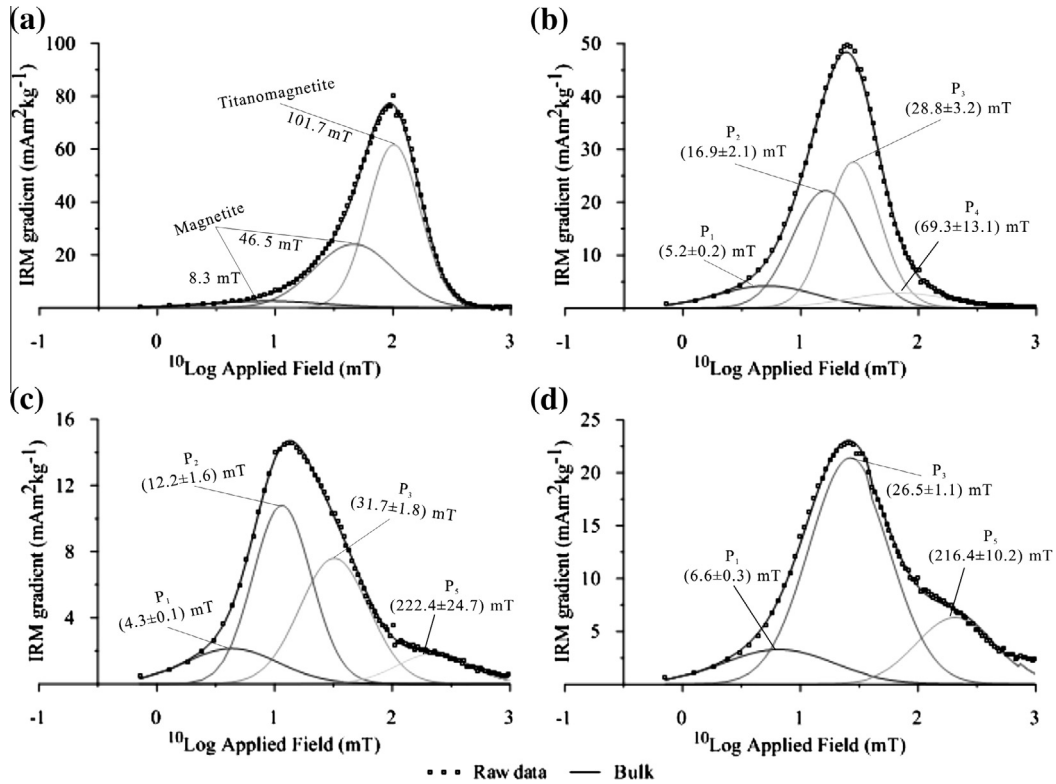 (a)
100
80
60
40
20
IRM gradient (mAm²kg⁻¹)
Titanomagnetite
101.7 mT
Magnetite
46.5 mT
8.3 mT
-1 0 1 2 3
¹⁰Log Applied Field (mT)
(b)
50
40
30
20
10
IRM gradient (mAm²kg⁻¹)
P₃
(28.8±3.2) mT
P₂
(16.9±2.1) mT
P₄
(69.3±13.1) mT
P₁
(5.2±0.2) mT
-1 0 1 2 3
¹⁰Log Applied Field (mT)
(c)
16
12
8
4
IRM gradient (mAm²kg⁻¹)
P₂
(12.2±1.6) mT
P₃
(31.7±1.8) mT
P₁
(4.3±0.1) mT
P₅
(222.4±24.7) mT
-1 0 1 2 3
¹⁰Log Applied Field (mT)
(d)
25
20
15
10
5
IRM gradient (mAm²kg⁻¹)
P₃
(26.5±1.1) mT
P₁
(6.6±0.3) mT
P₅
(216.4±10.2) mT
-1 0 1 2 3
¹⁰Log Applied Field (mT)
Raw data Bulk